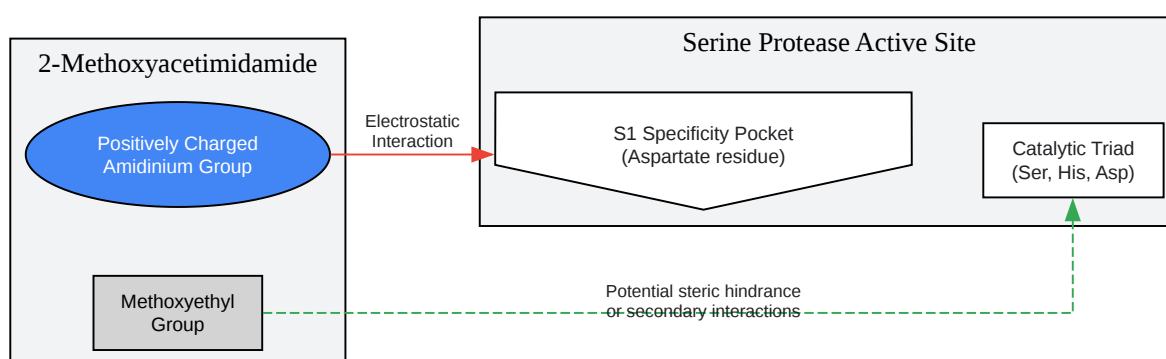 2-Methoxyacetimidamide
Positively Charged
Amidinium Group
Methoxyethyl
Group
Electrostatic
Interaction
Serine Protease Active Site
S1 Specificity Pocket
(Aspartate residue)
Catalytic Triad
(Ser, His, Asp)
Potential steric hindrance
or secondary interactions